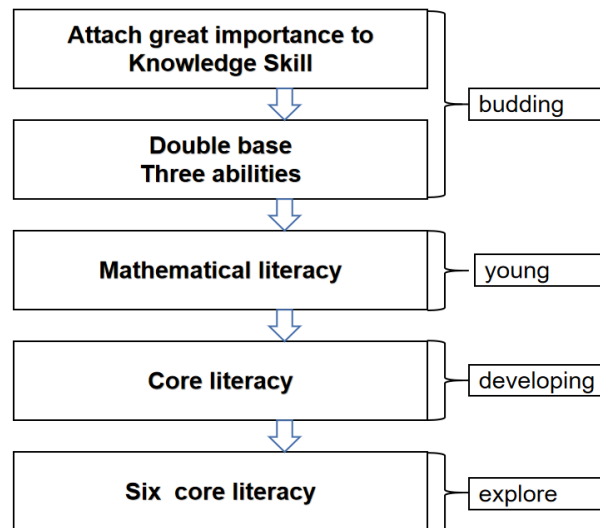 Attach great importance to
Knowledge Skill
budding
Double base
Three abilities
Mathematical literacy
young
Core literacy
developing
Six core literacy
explore